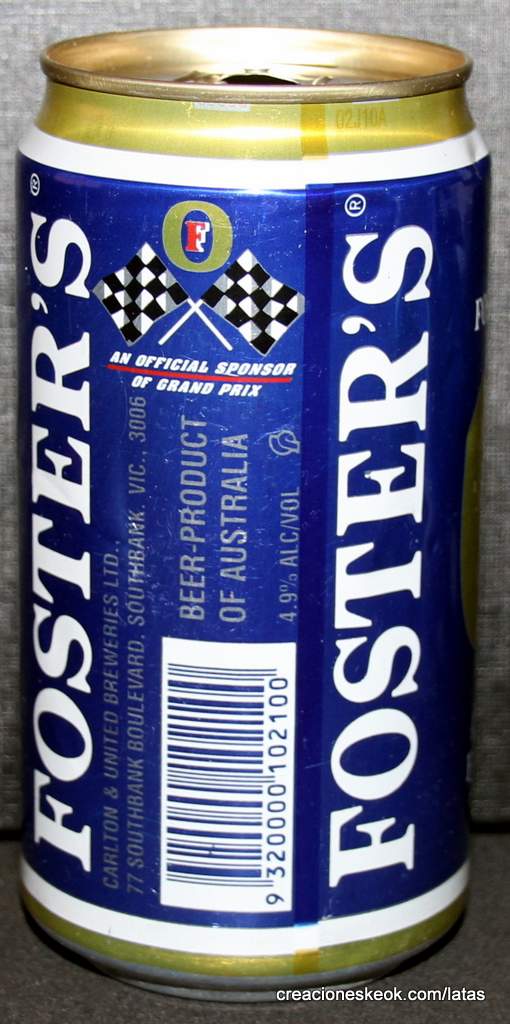 02J10A
FOSTER'S®
F
AN OFFICIAL SPONSOR
OF GRAND PRIX
CARLTON & UNITED BREWERIES LTD.,
77 SOUTHBANK BOULEVARD, SOUTHBANK, VIC., 3006
BEER-PRODUCT
OF AUSTRALIA
4.9% ALC/VOL
9 320000 102100
FOSTER'S®
creacioneskeok.com/latas